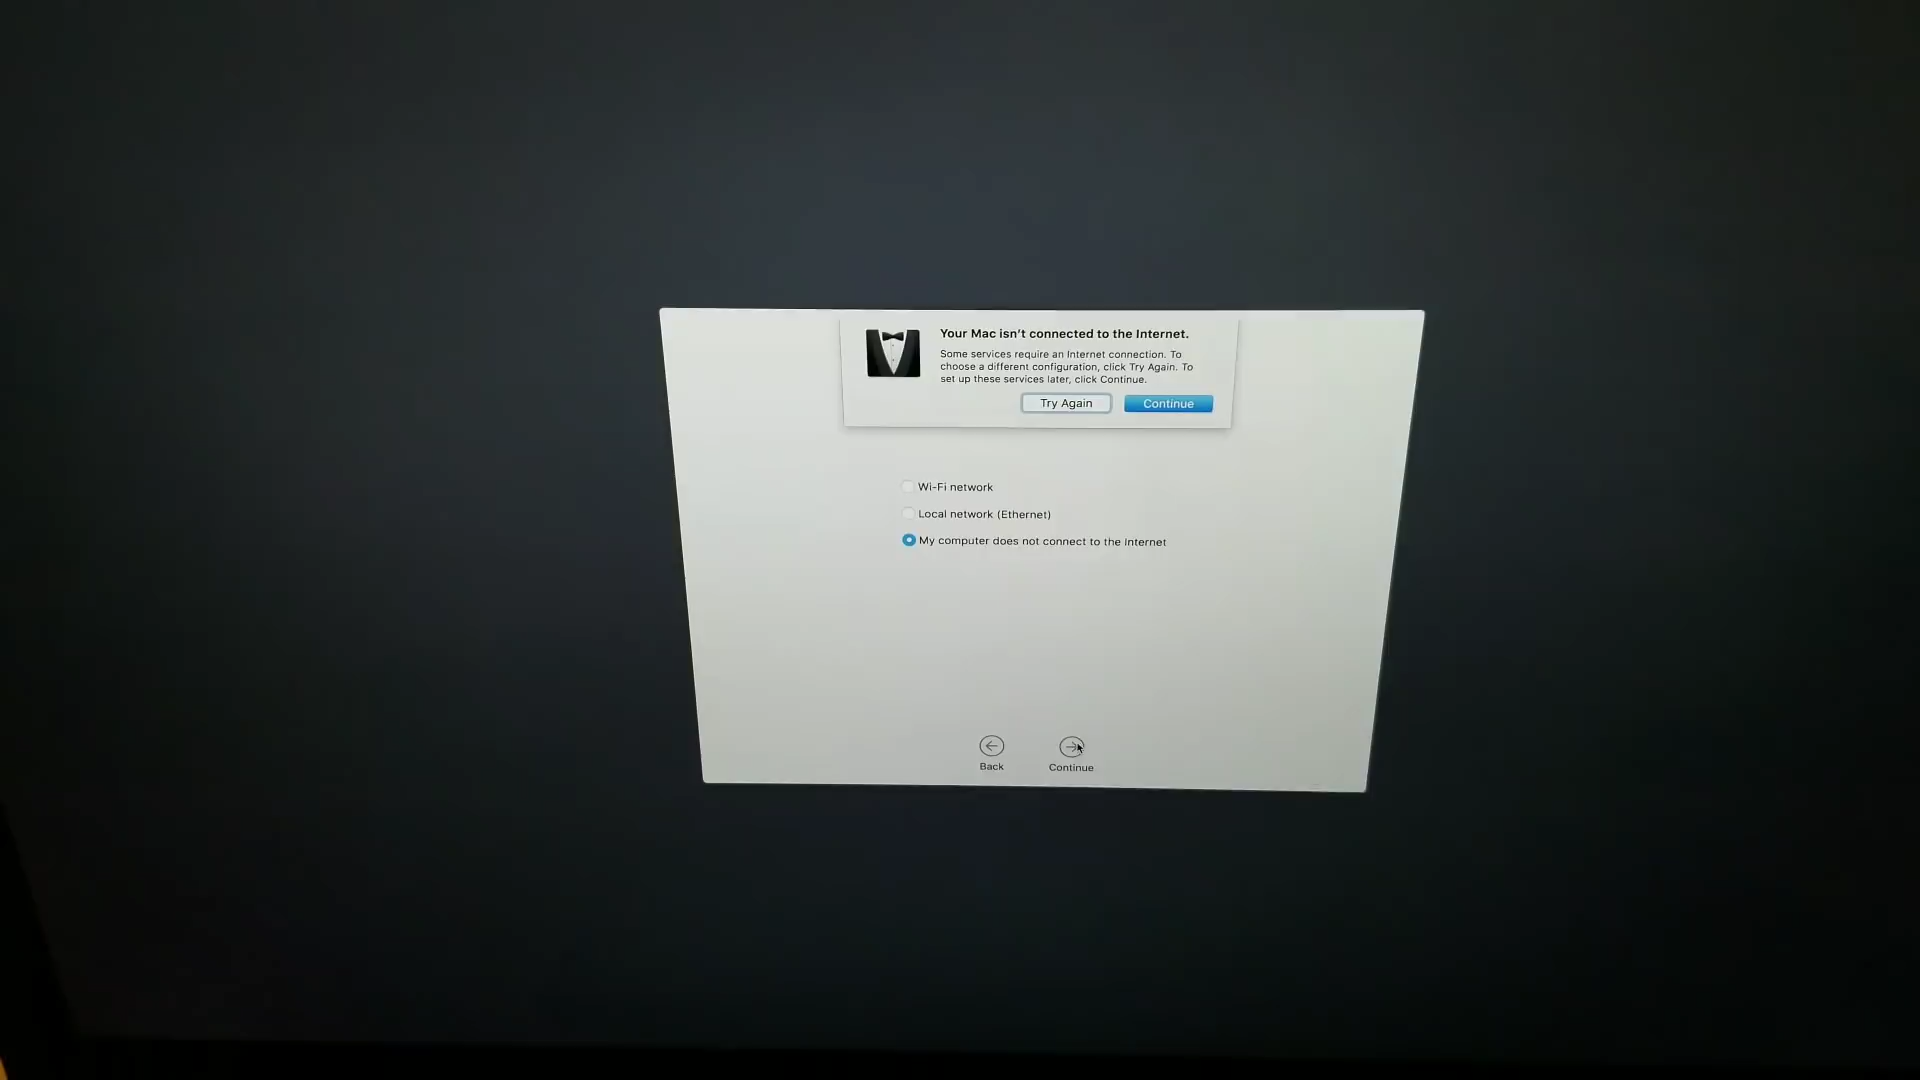 Your Mac isn't connected to the Internet.
Some services require an Internet connection. To
choose a different configuration, click Try Again. To
set up these services later, click Continue.
Try Again
Continue
Wi-Fi network
Local network (Ethernet)
My computer does not connect to the Internet
Back
Continue